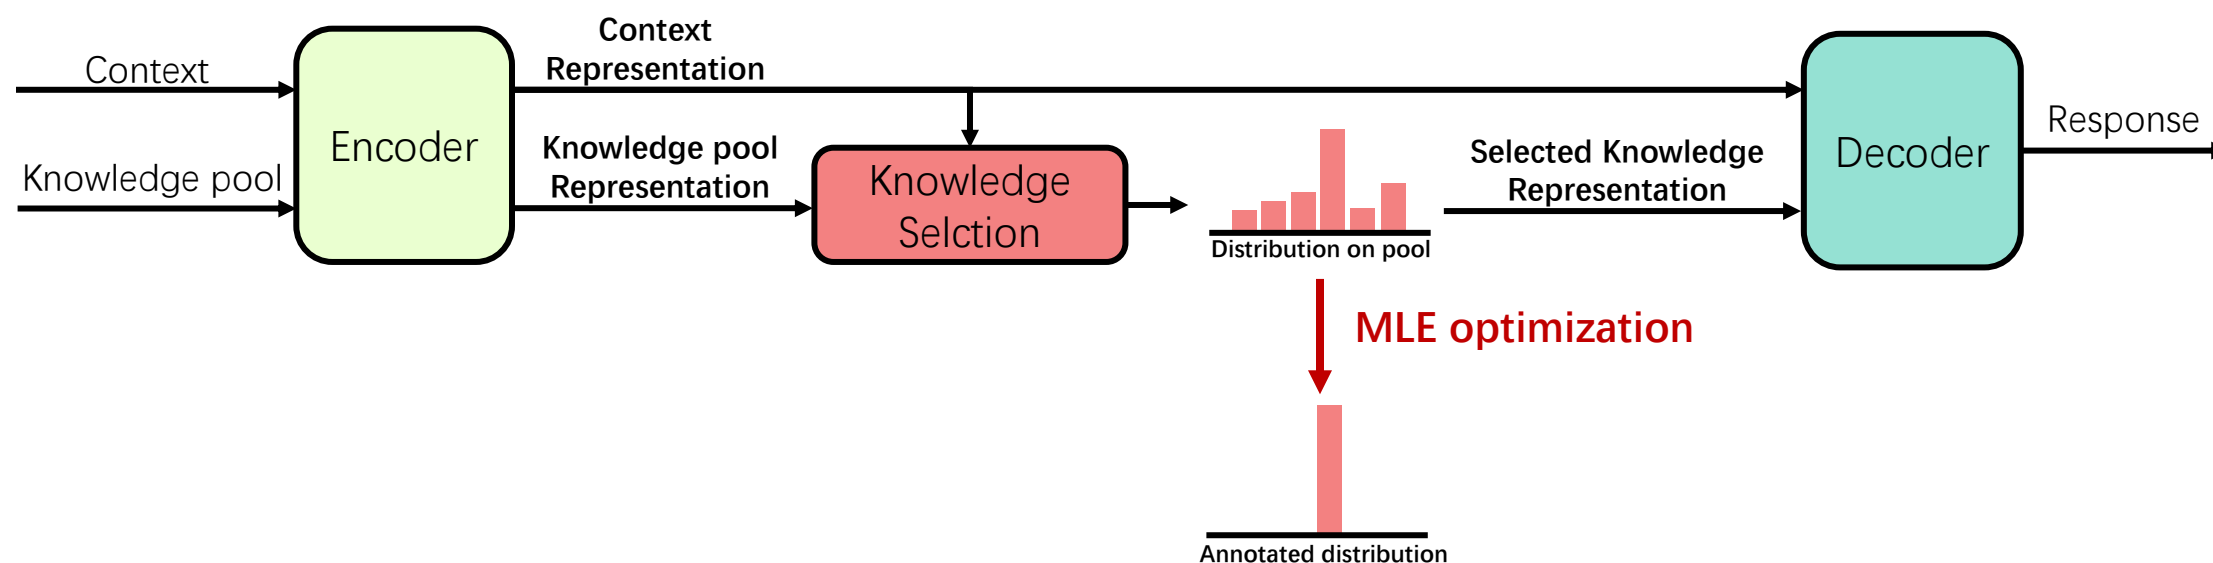 Context
Knowledge pool
Encoder
Context
Representation
Knowledge pool
Representation
Knowledge
Selction
Distribution on pool
Selected Knowledge
Representation
Decoder
Response
MLE optimization
Annotated distribution